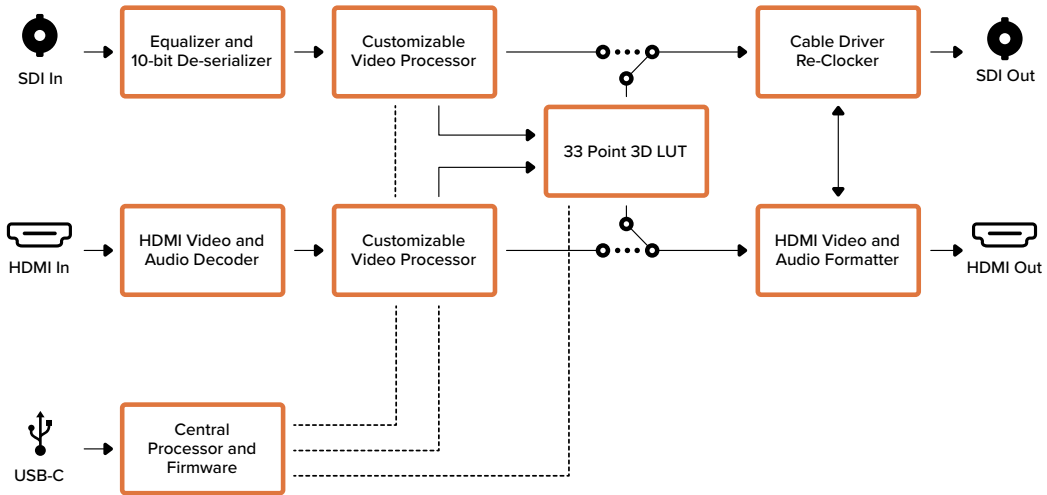 SDI In
Equalizer and
10-bit De-serializer
Customizable
Video Processor
Cable Driver
Re-Clocker
SDI Out
33 Point 3D LUT
HDMI In
HDMI Video and
Audio Decoder
Customizable
Video Processor
HDMI Video and
Audio Formatter
HDMI Out
USB-C
Central
Processor and
Firmware